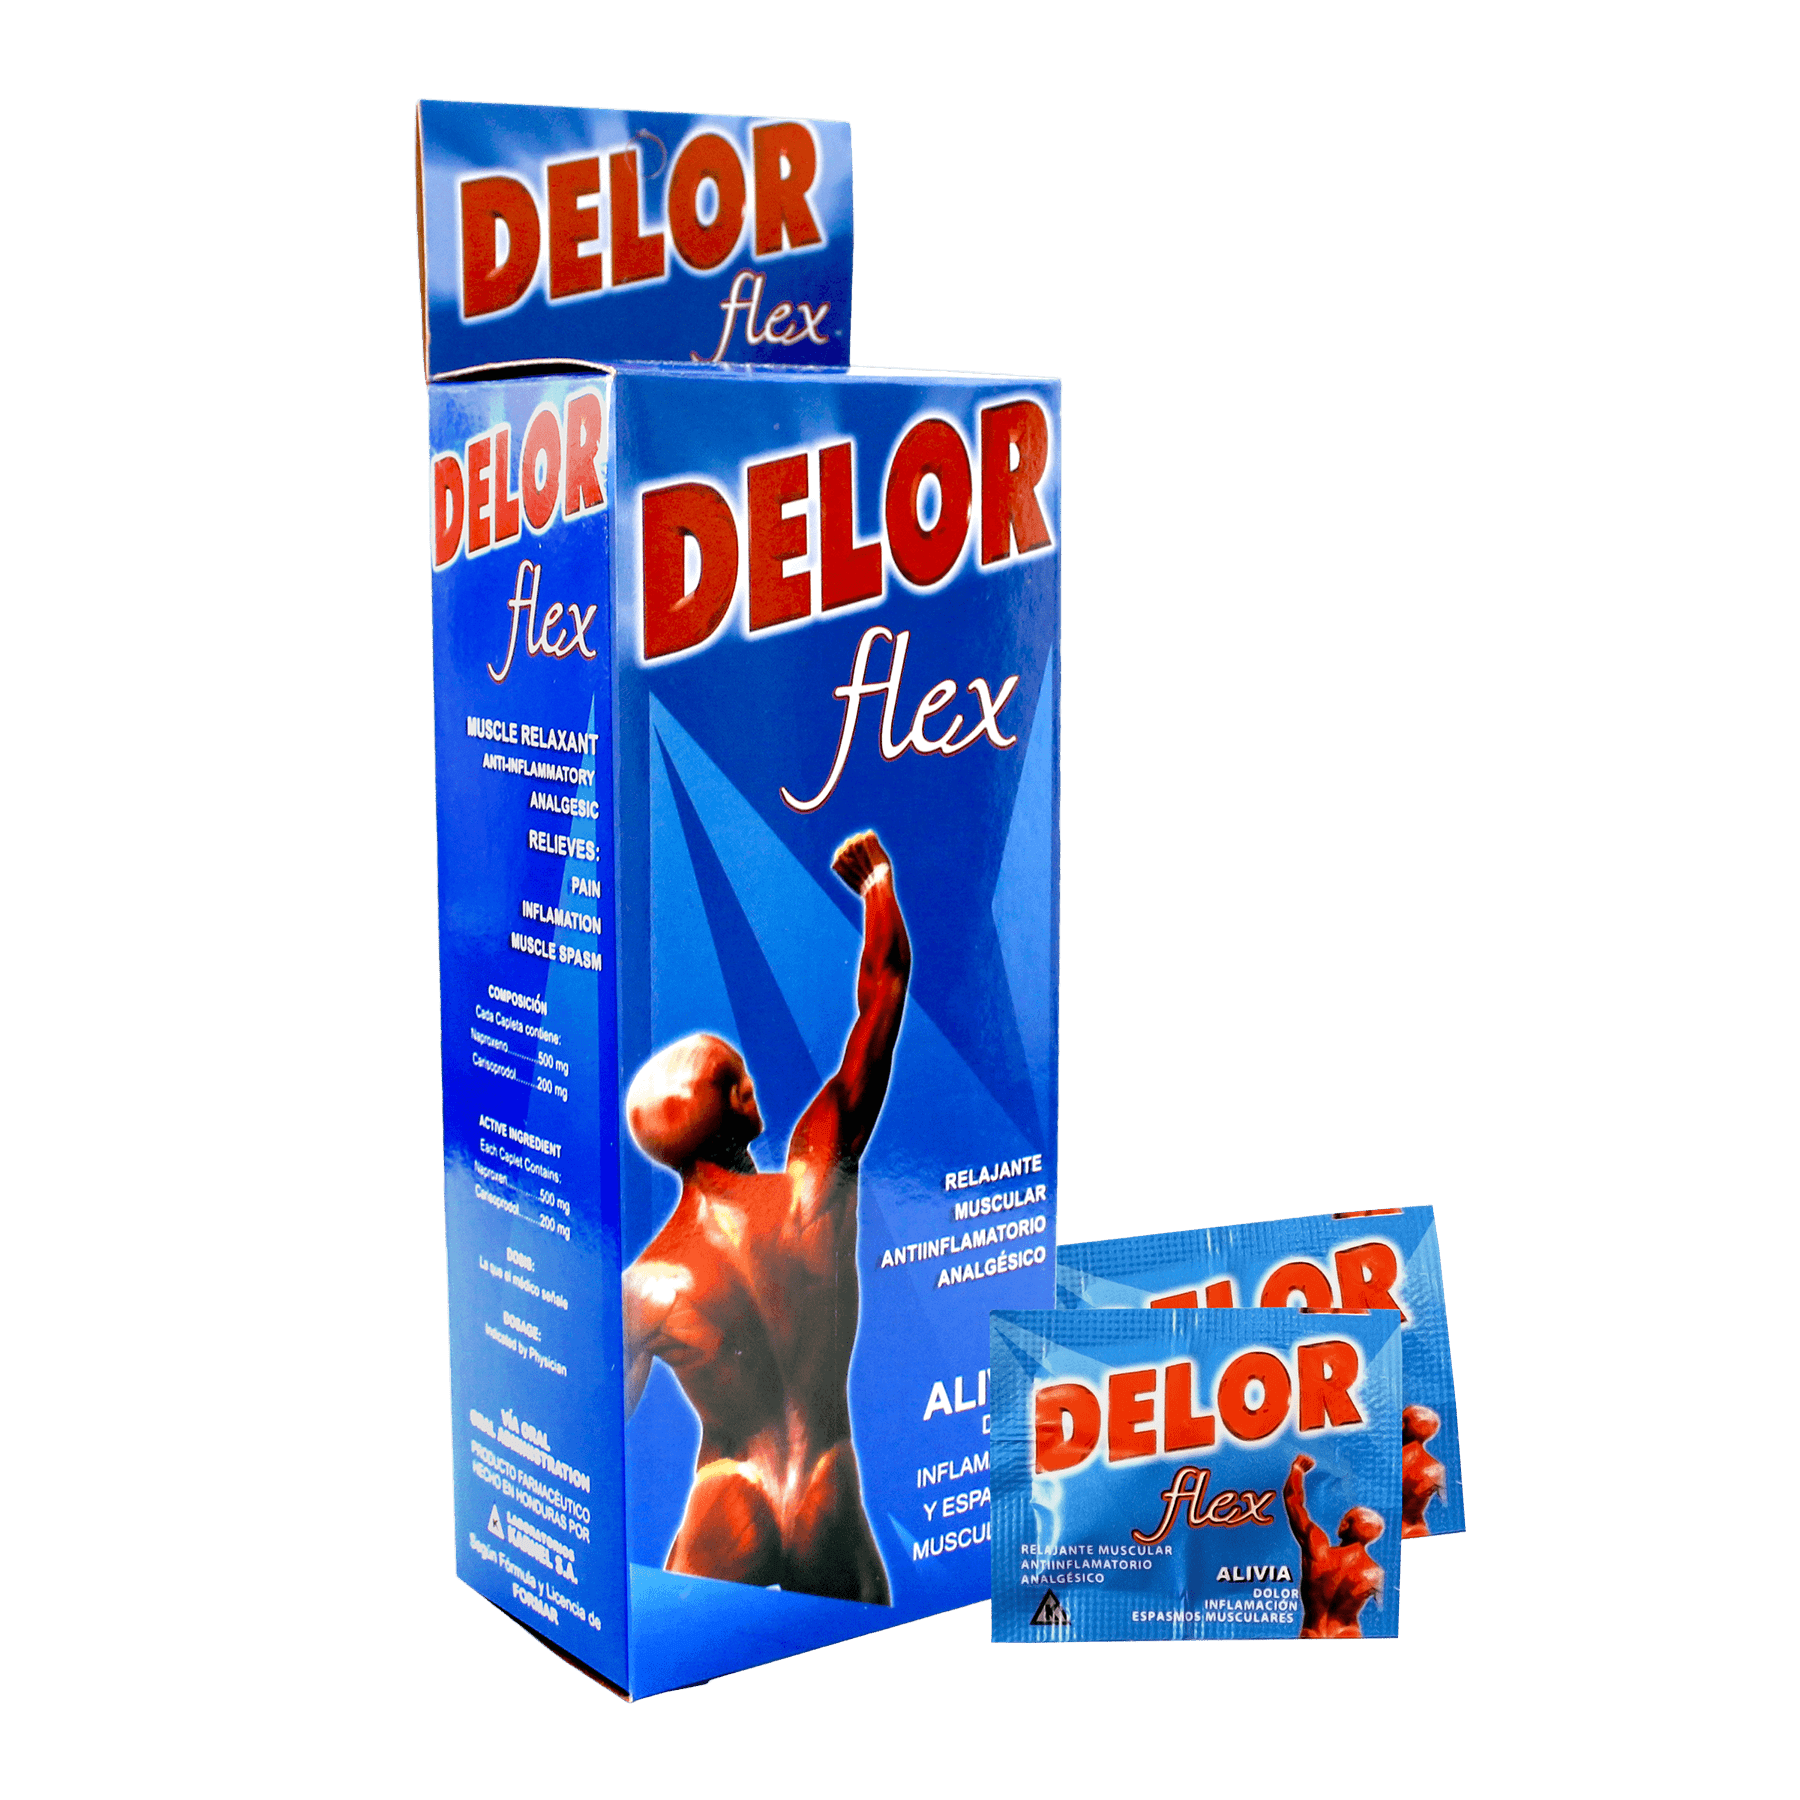 DELOR
flex
DELOR
flex
MUSCLE RELAXANT
ANTI-INFLAMMATORY
ANALGESIC
RELIEVES:
PAIN
INFLAMATION
MUSCLE SPASM
COMPOSICIÓN
Cada Capleta contiene:
Naproxeno...........500 mg
Carisoprodol........200 mg
ACTIVE INGREDIENT
Each Caplet Contains:
Naproxen............500 mg
Carisoprodol........200 mg
DOSIS:
La que el médico señale
DOSAGE:
Indicated by Physician
VÍA ORAL
ORAL ADMINISTRATION
PRODUCTO FARMACÉUTICO
HECHO EN HONDURAS POR
LABORATORIOS
KARNEL S.A.
Según Fórmula y Licencia de
FORMAR
DELOR
flex
RELAJANTE
MUSCULAR
ANTIINFLAMATORIO
ANALGÉSICO
ALIV
D
INFLAM
Y ESPA
MUSCUL
DELOR
DELOR
flex
RELAJANTE MUSCULAR
ANTIINFLAMATORIO
ANALGÉSICO
K
ALIVIA
DOLOR
INFLAMACIÓN
ESPASMOS MUSCULARES